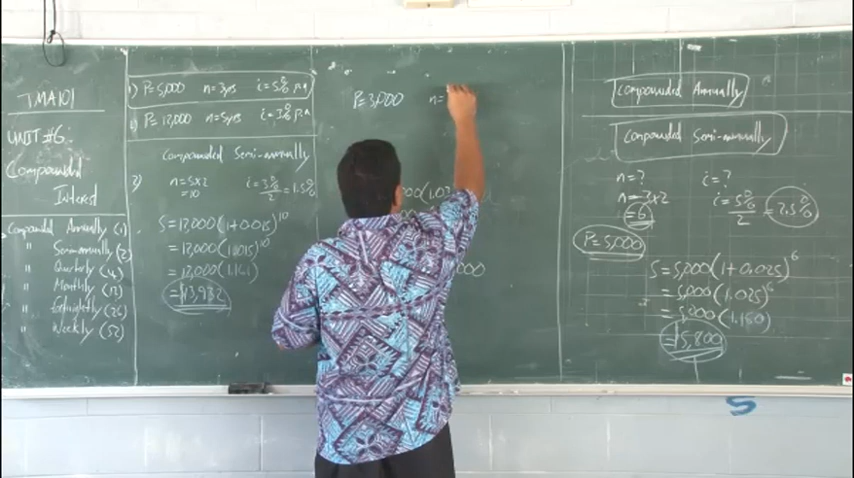 TMA101
UNIT #6:
Compounded
Interest
Compounded Annually (1)
" Semi-annually (2)
" Quarterly (4)
" Monthly (12)
" Fortnightly (26)
" Weekly (52)
1) P=5,000 n=3yrs i=5% p.a
2) P=12,000 n=5yrs i=3% p.a
Compounded Semi-annually
2) n=5x2 i=3%/2=1.5%
=10
S=12,000(1+0.015)^10
=12,000(1.015)^10
=12,000(1.161)
=13,932
P=3,000 n=
Compounded Annually
Compounded Semi-annually
n=? i=?
n=3x2 i=5%/2
=6 =2.5%
P=5,000
S=5,000(1+0.025)^6
=5,000(1.025)^6
=5,000(1.160)
=15,800
S